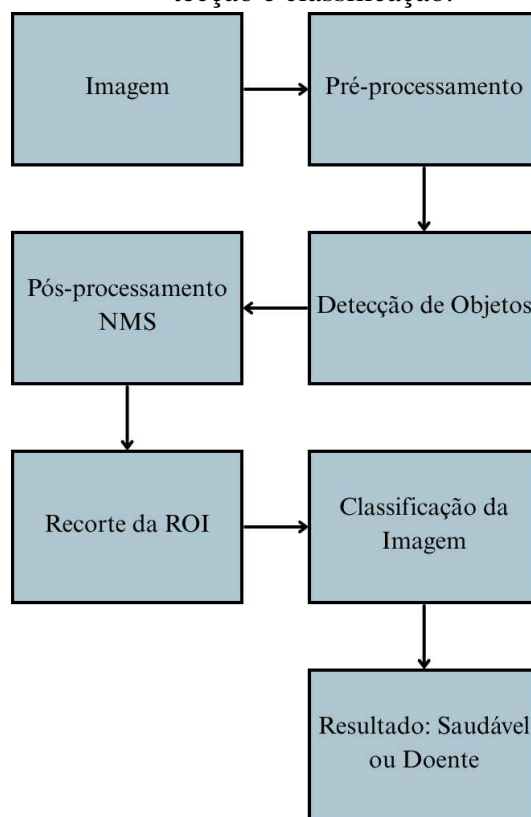 Imagem
Pré-processamento
Detecção de Objetos
Pós-processamento
NMS
Recorte da ROI
Classificação da
Imagem
Resultado: Saudável
ou Doente